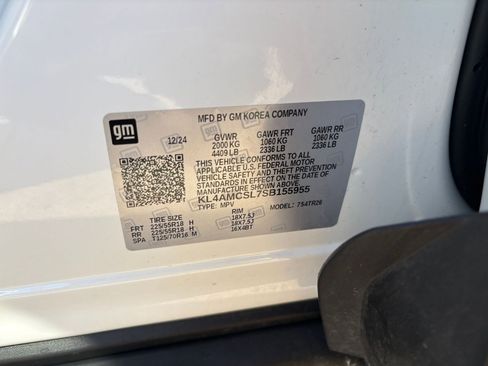 MFD BY GM KOREA COMPANY
gm
12/24 GVWR GAWR FRT GAWR RR
2000 KG 1060 KG 1060 KG
4409 LB 2336 LB 2336 LB
THIS VEHICLE CONFORMS TO ALL
APPLICABLE U.S. FEDERAL MOTOR
VEHICLE SAFETY AND THEFT PREVENTION
STANDARDS IN EFFECT ON THE DATE OF
MANUFACTURE SHOWN ABOVE.
KL4AMCSL7SB155955
TYPE: MPV MODEL: 754TR26
TIRE SIZE RIM
FRT 225/55R18 H 18X7.5J
RR 225/55R18 H 18X7.5J
SPA T125/70R16 M 16X4BT